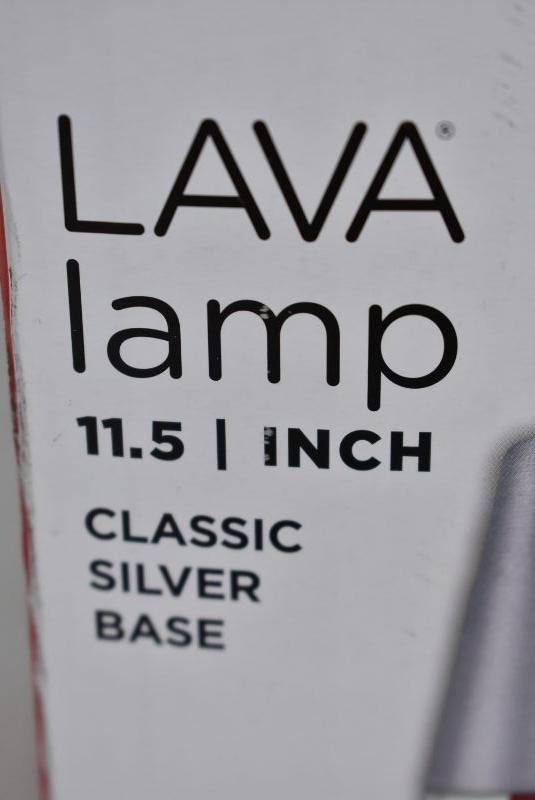 LAVA®
lamp
11.5 | INCH
CLASSIC
SILVER
BASE